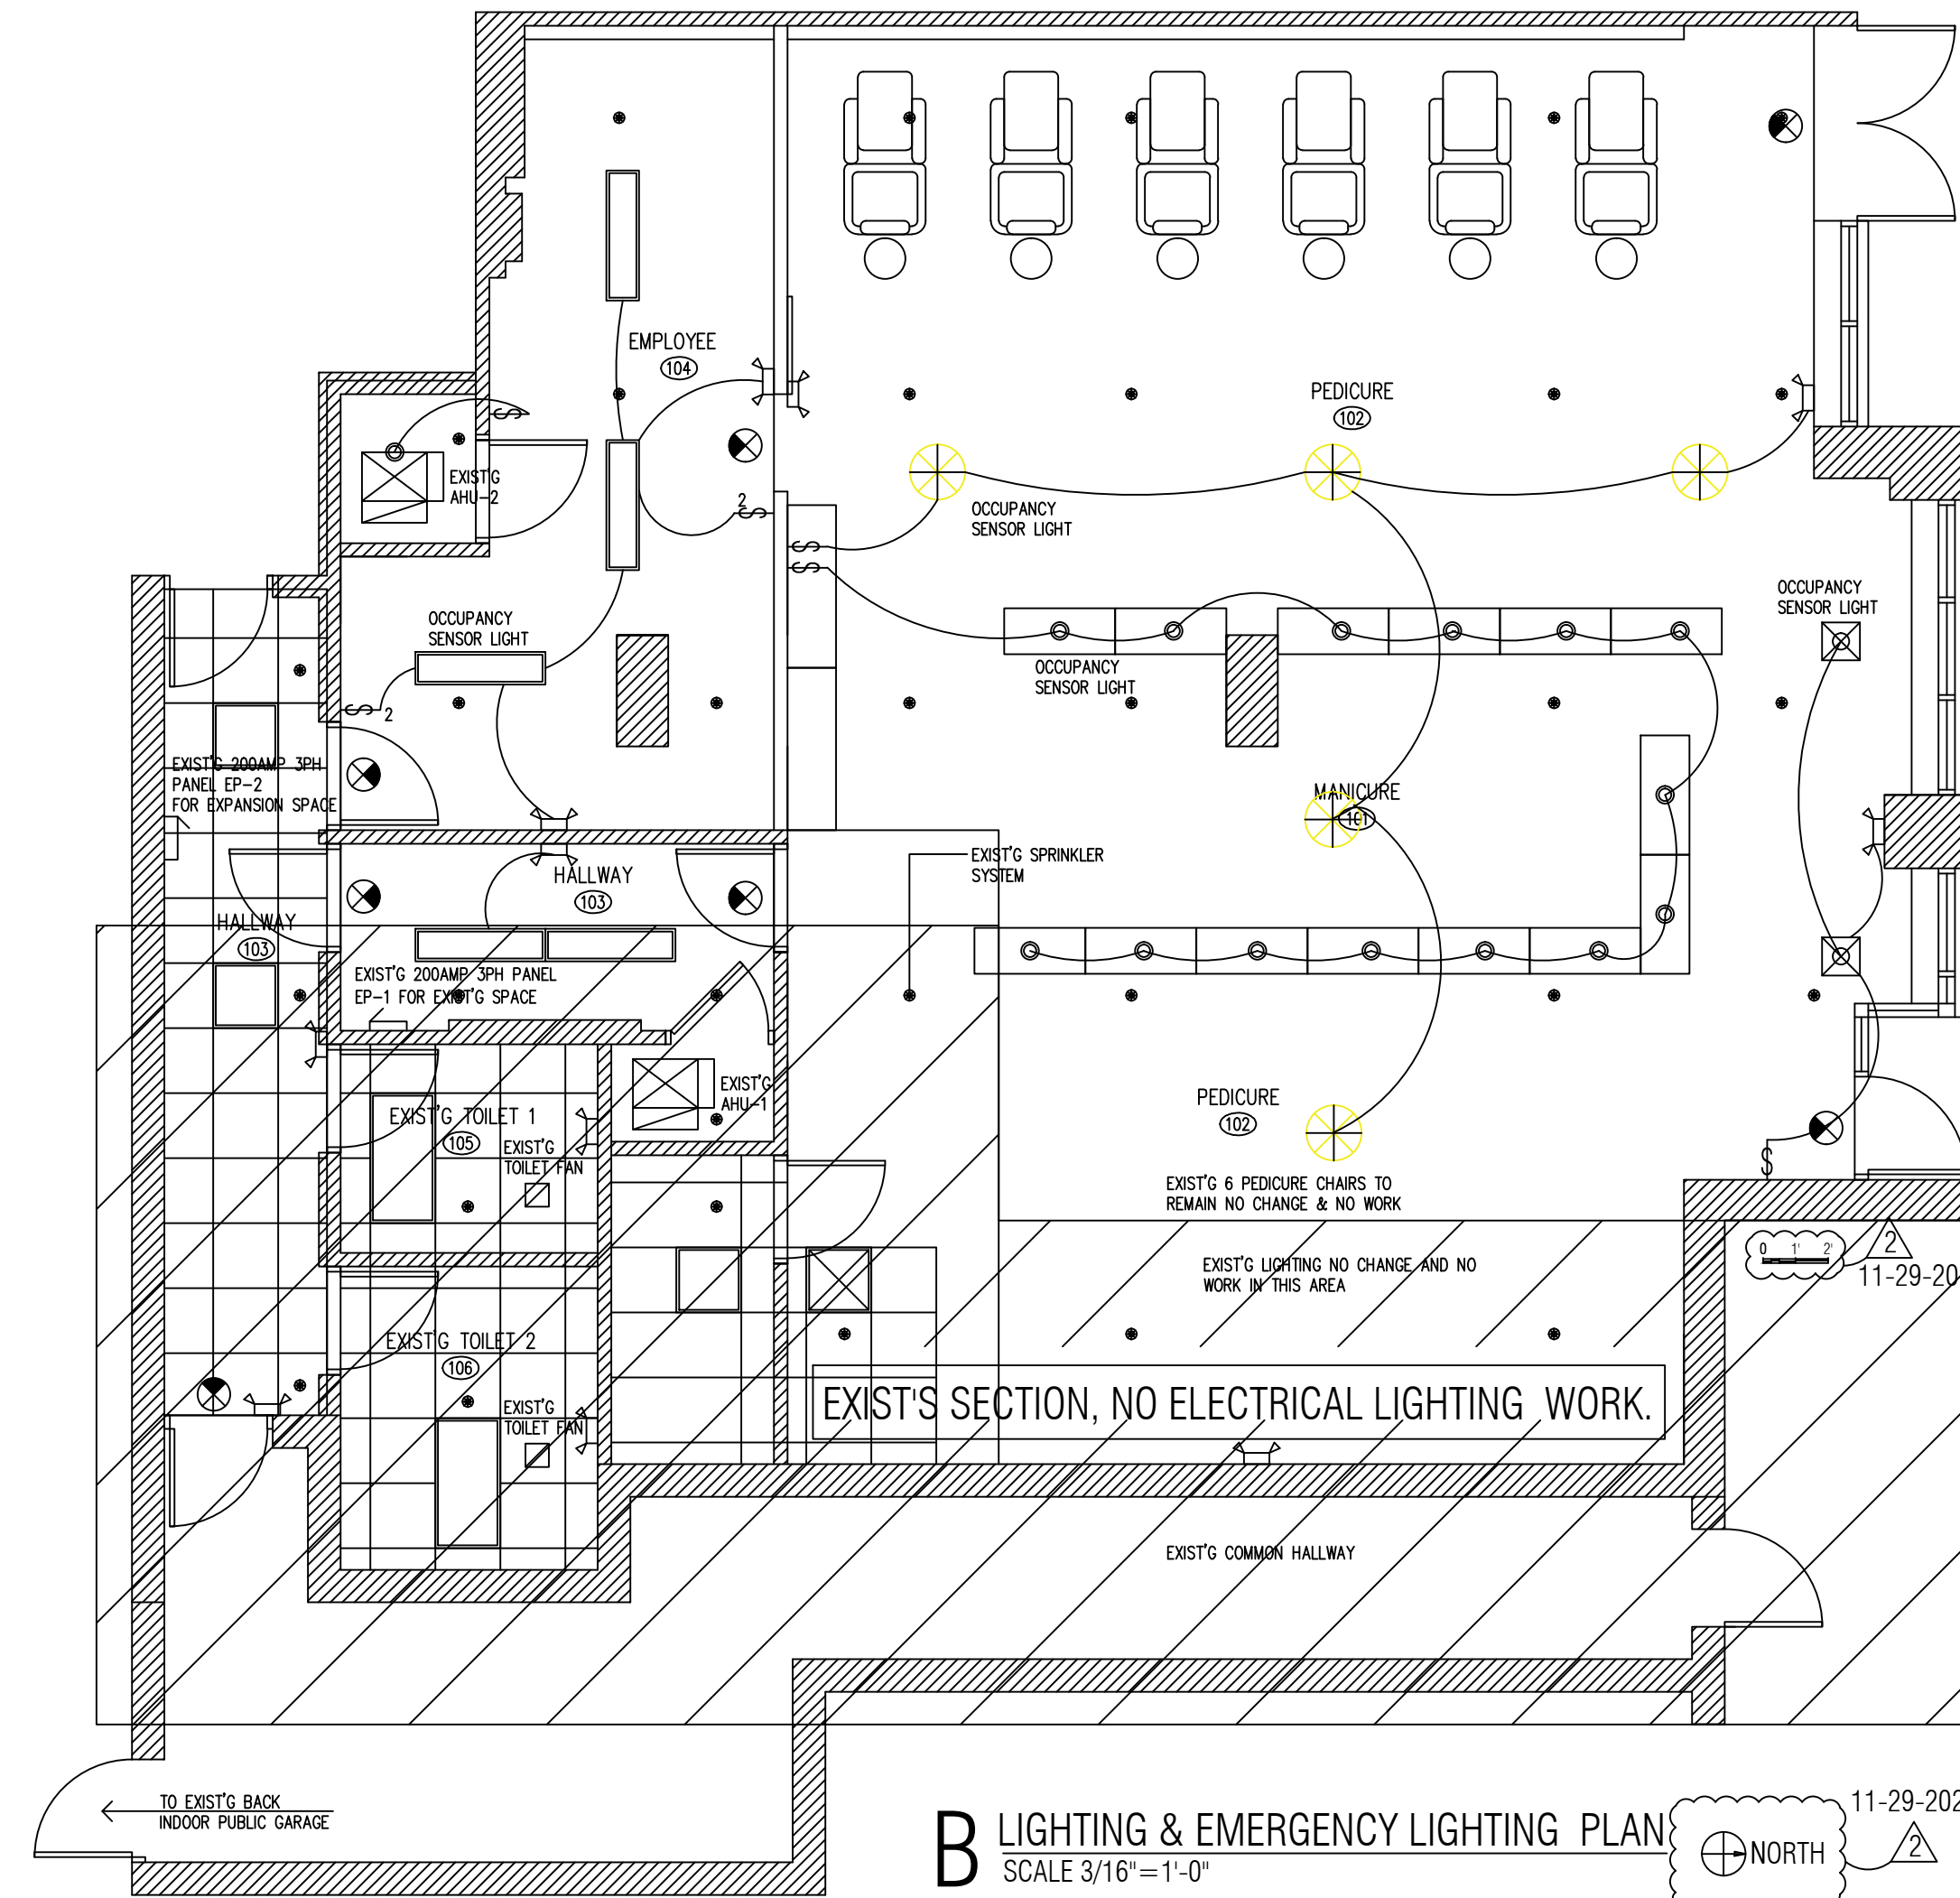 EMPLOYEE
104
PEDICURE
102
EXIST'G
AHU-2
S
2
S
OCCUPANCY
SENSOR LIGHT
S
S
OCCUPANCY
SENSOR LIGHT
OCCUPANCY
SENSOR LIGHT
OCCUPANCY
SENSOR LIGHT
S 2
EXIST'G 200AMP 3PH
PANEL EP-2
FOR EXPANSION SPACE
MANICURE
101
EXIST'G SPRINKLER
SYSTEM
HALLWAY
103
HALLWAY
103
EXIST'G 200AMP 3PH PANEL
EP-1 FOR EXIST'G SPACE
EXIST'G
AHU-1
PEDICURE
102
EXIST'G TOILET 1
105
EXIST'G
TOILET FAN
S
EXIST'G 6 PEDICURE CHAIRS TO
REMAIN NO CHANGE & NO WORK
0 1' 2'
2
11-29-20
EXIST'G LIGHTING NO CHANGE AND NO
WORK IN THIS AREA
EXIST'G TOILET 2
106
EXIST'G
TOILET FAN
EXIST'S SECTION, NO ELECTRICAL LIGHTING WORK.
EXIST'G COMMON HALLWAY
TO EXIST'G BACK
INDOOR PUBLIC GARAGE
B LIGHTING & EMERGENCY LIGHTING PLAN
SCALE 3/16"=1'-0"
NORTH
11-29-202
2